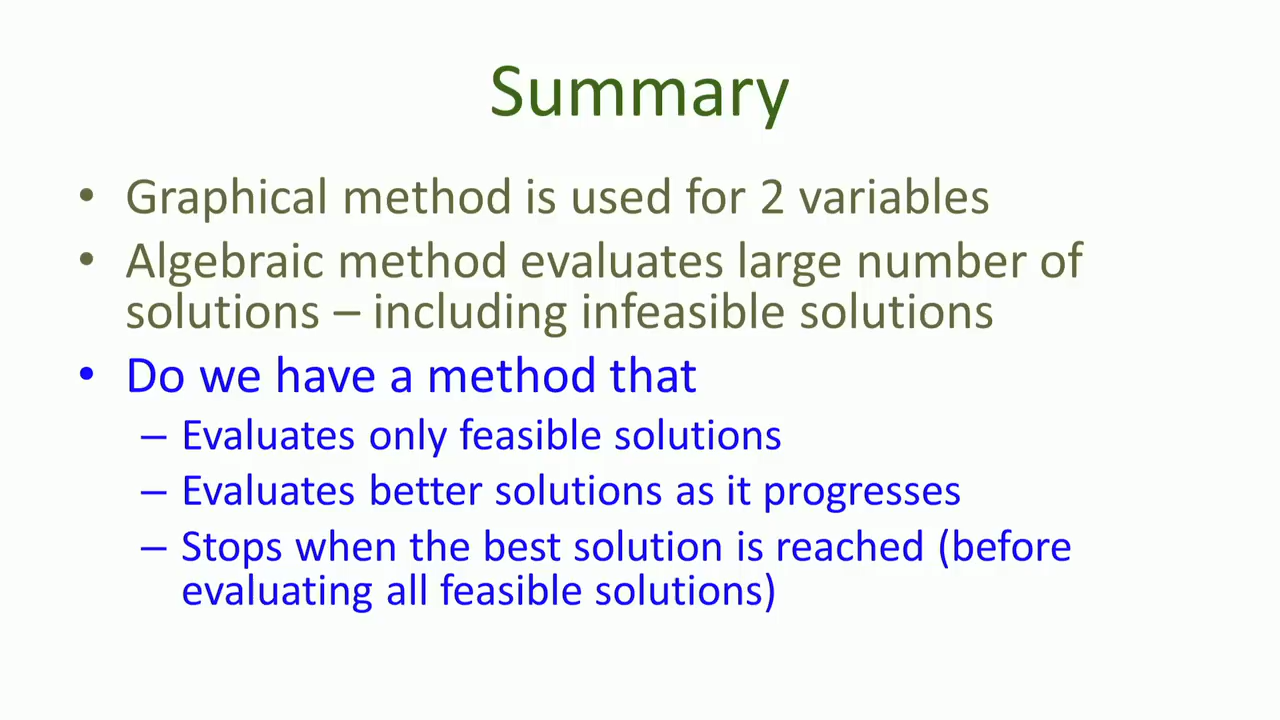 Summary
• Graphical method is used for 2 variables
• Algebraic method evaluates large number of
solutions – including infeasible solutions
• Do we have a method that
– Evaluates only feasible solutions
– Evaluates better solutions as it progresses
– Stops when the best solution is reached (before
evaluating all feasible solutions)